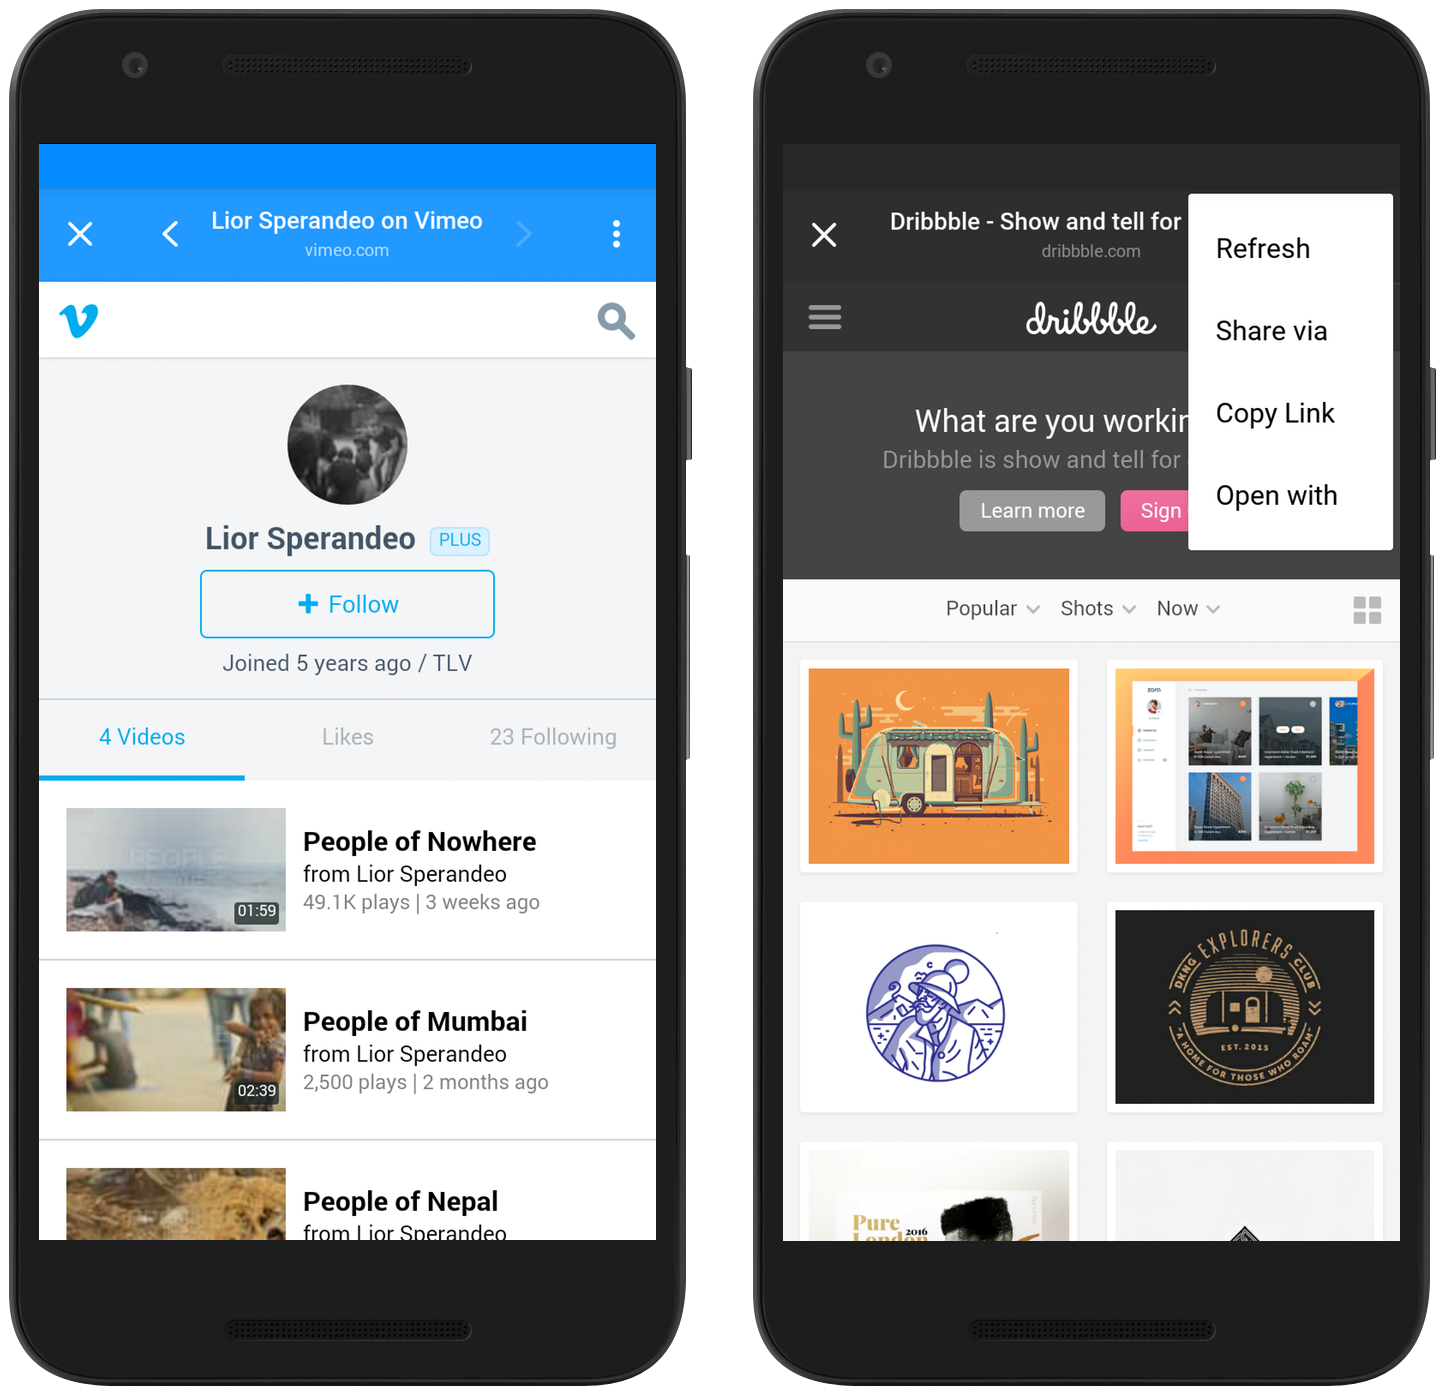 Lior Sperandeo on Vimeo
vimeo.com
Lior Sperandeo PLUS
Follow
Joined 5 years ago / TLV
4 Videos Likes 23 Following
PEOPLE
01:59
People of Nowhere
from Lior Sperandeo
49.1K plays | 3 weeks ago
02:39
People of Mumbai
from Lior Sperandeo
2,500 plays | 2 months ago
People of Nepal
from Lior Sperandeo
Dribbble - Show and tell for
dribbble.com
Refresh
Share via
Copy Link
Open with
dribbble
What are you workin
Dribbble is show and tell for
Learn more Sign
Popular Shots Now
zora
EXPLORERS
DKNG CLUB
EST. 2015
"A HOME FOR THOSE WHO ROAM"
Pure
London 2016